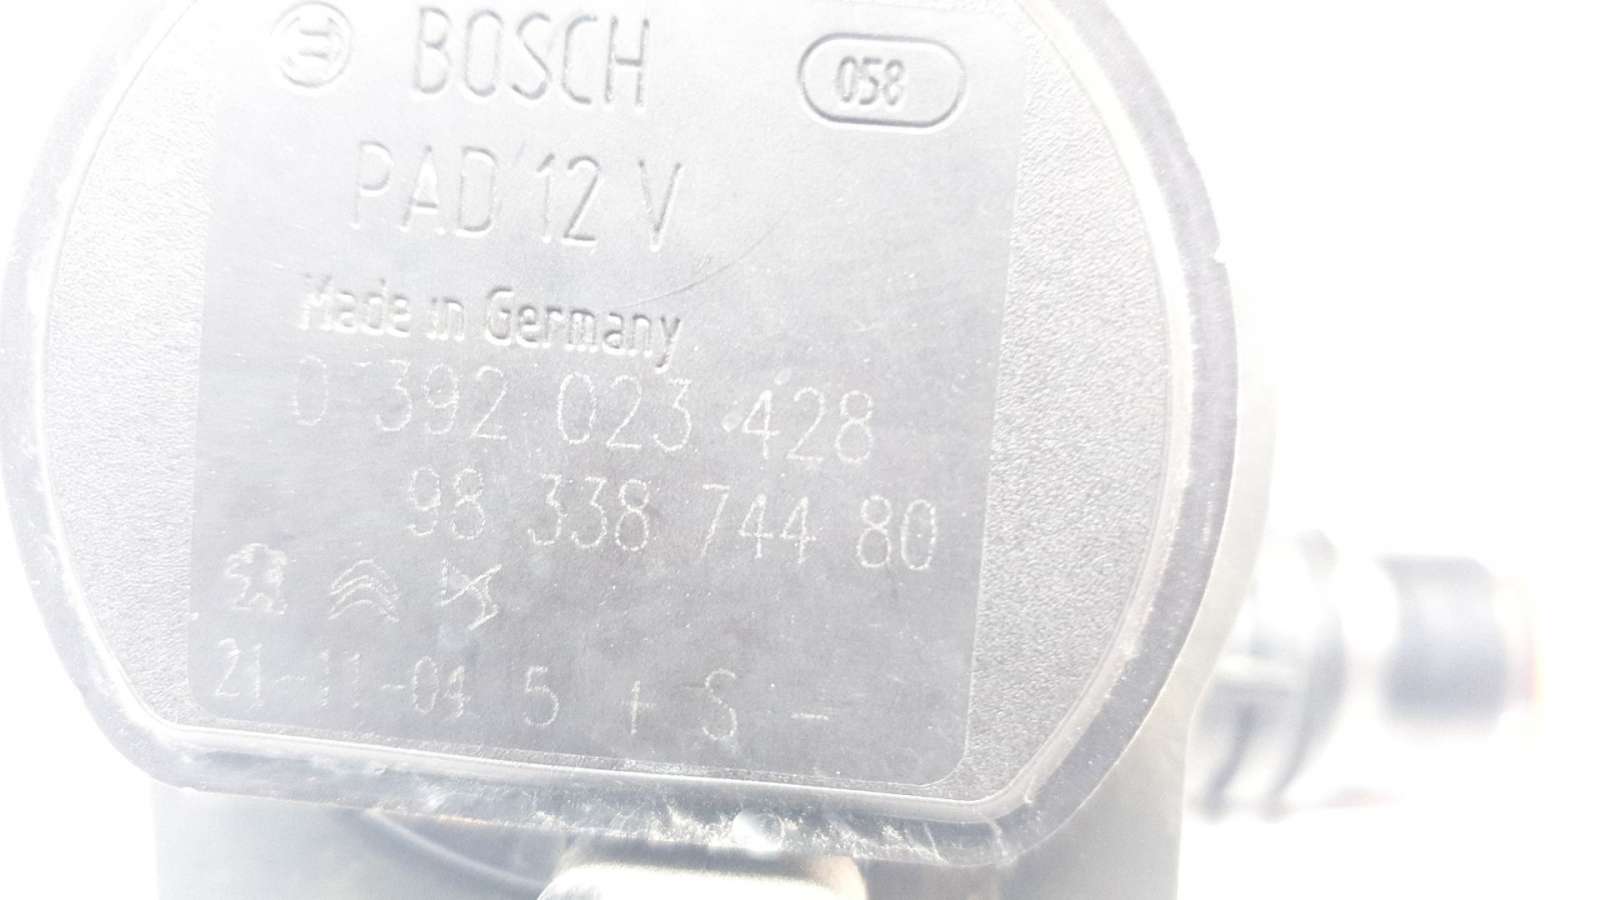 BOSCH 058
PAD 12 V
Made in Germany
0 392 023 428
98 338 744 80
21-11-04 5 + S -